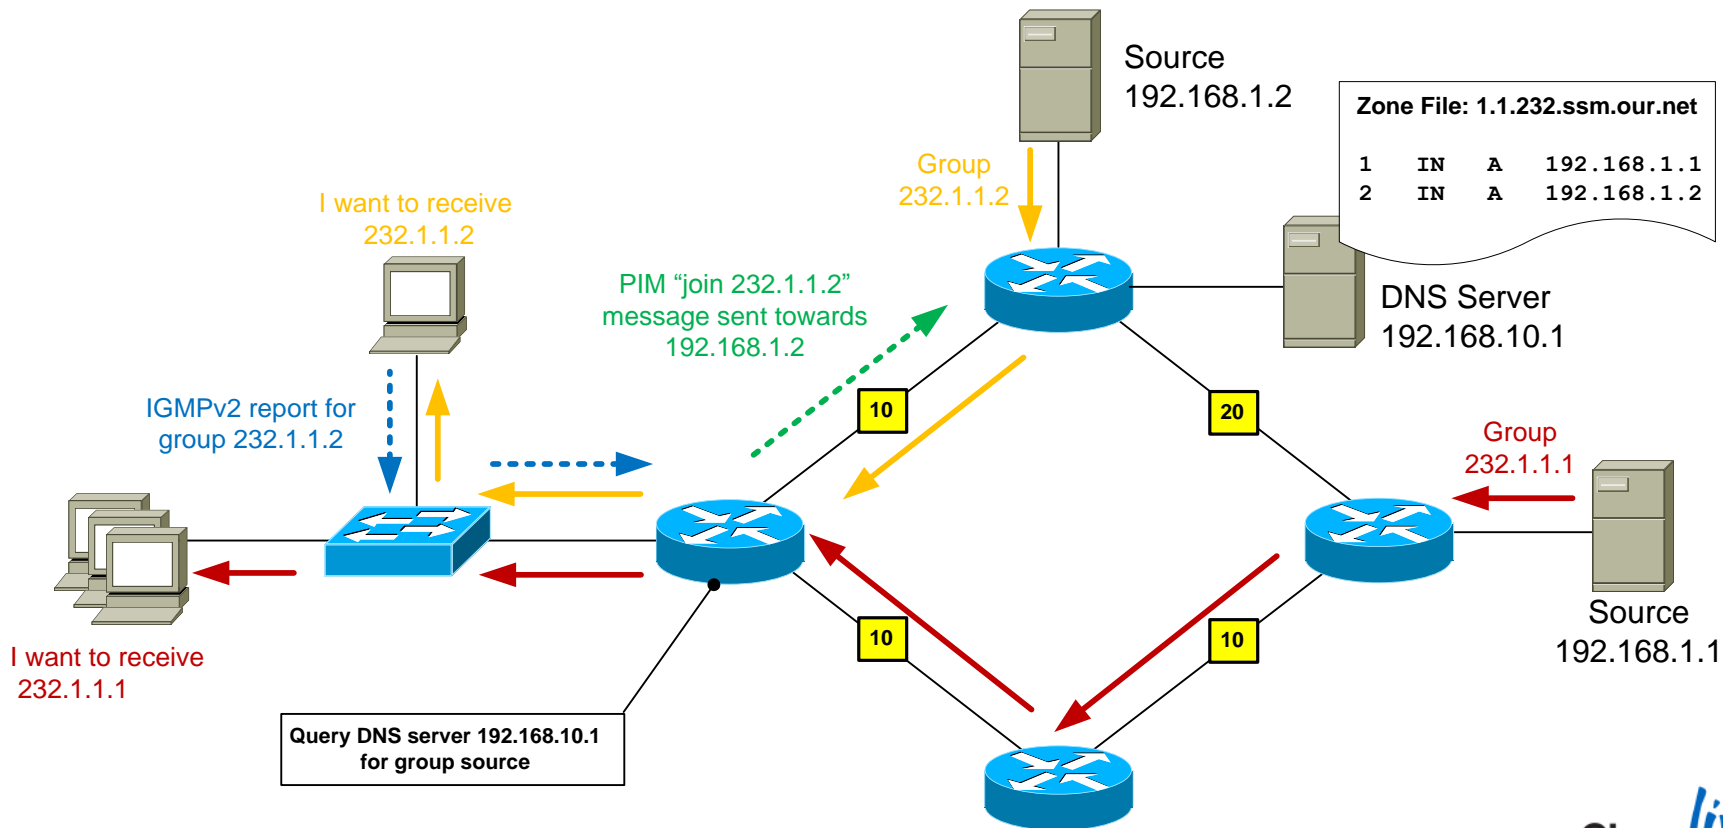 Source
192.168.1.2
Zone File: 1.1.232.ssm.our.net
1 IN A 192.168.1.1
2 IN A 192.168.1.2
Group
232.1.1.2
I want to receive
232.1.1.2
PIM “join 232.1.1.2”
message sent towards
192.168.1.2
DNS Server
192.168.10.1
IGMPv2 report for
group 232.1.1.2
10
20
Group
232.1.1.1
10
10
Source
192.168.1.1
I want to receive
232.1.1.1
Query DNS server 192.168.10.1
for group source